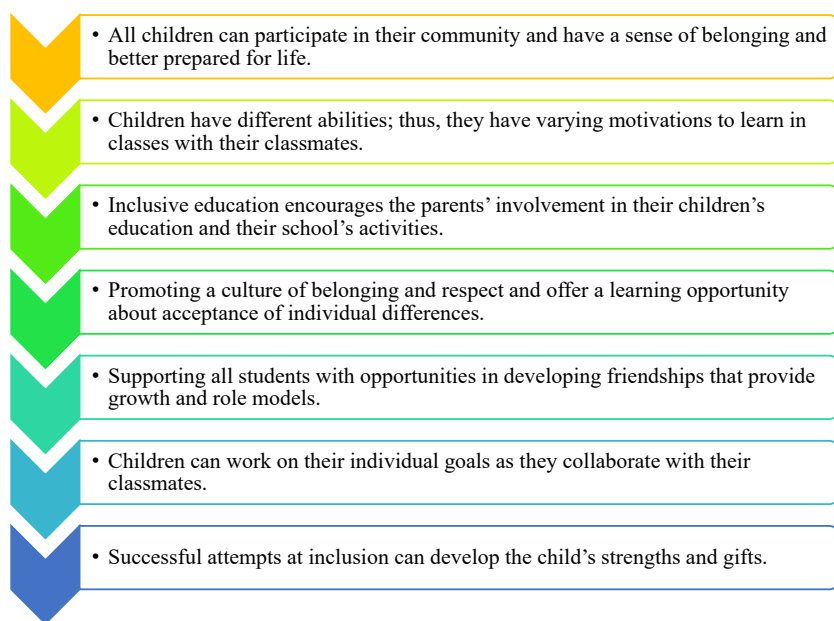 • All children can participate in their community and have a sense of belonging and
better prepared for life.
• Children have different abilities; thus, they have varying motivations to learn in
classes with their classmates.
• Inclusive education encourages the parents’ involvement in their children’s
education and their school’s activities.
• Promoting a culture of belonging and respect and offer a learning opportunity
about acceptance of individual differences.
• Supporting all students with opportunities in developing friendships that provide
growth and role models.
• Children can work on their individual goals as they collaborate with their
classmates.
• Successful attempts at inclusion can develop the child’s strengths and gifts.